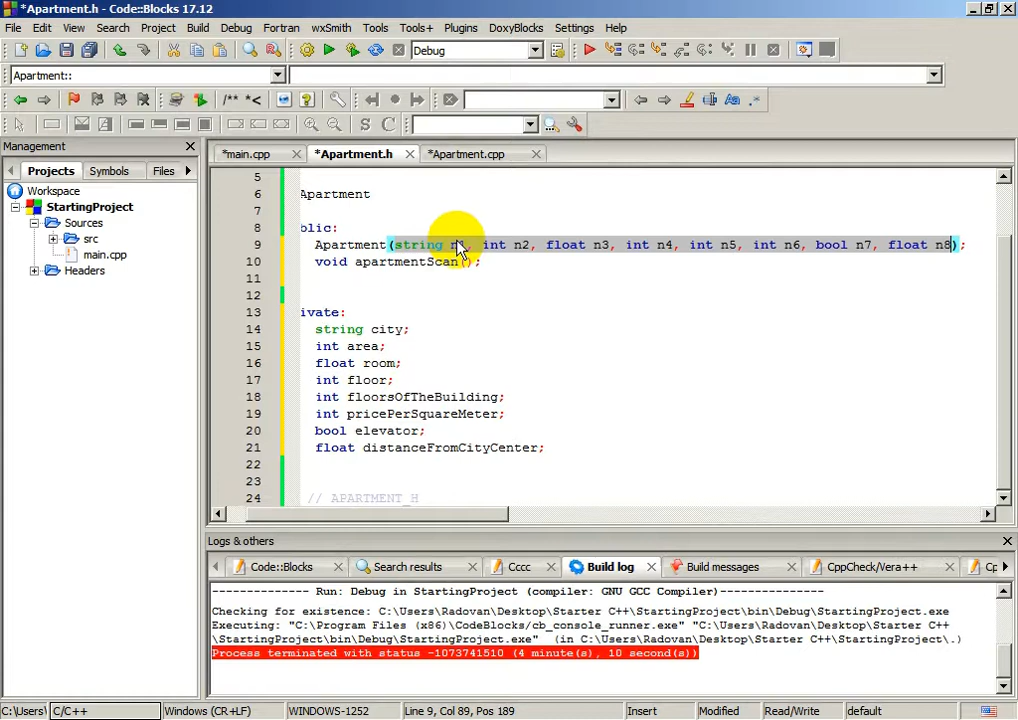 *Apartment.h - Code::Blocks 17.12
File Edit View Search Project Build Debug Fortran wxSmith Tools Tools+ Plugins DoxyBlocks Settings Help
Debug
Apartment::
/** *<
S C
Management
Projects Symbols Files
*main.cpp *Apartment.h *Apartment.cpp
Workspace
StartingProject
Sources
src
main.cpp
Headers
5
6 Apartment
7
8 blic:
9 Apartment(string n1, int n2, float n3, int n4, int n5, int n6, bool n7, float n8);
10 void apartmentScan();
11
12
13 ivate:
14 string city;
15 int area;
16 float room;
17 int floor;
18 int floorsOfTheBuilding;
19 int pricePerSquareMeter;
20 bool elevator;
21 float distanceFromCityCenter;
22
23
24 // APARTMENT_H
Logs & others
Code::Blocks Search results Cccc Build log Build messages CppCheck/Vera++ Cp
-------------- Run: Debug in StartingProject (compiler: GNU GCC Compiler)---------------
Checking for existence: C:\Users\Radovan\Desktop\Starter C++\StartingProject\bin\Debug\StartingProject.exe
Executing: "C:\Program Files (x86)\CodeBlocks/cb_console_runner.exe" "C:\Users\Radovan\Desktop\Starter C++
\StartingProject\bin\Debug\StartingProject.exe" (in C:\Users\Radovan\Desktop\Starter C++\StartingProject\.)
Process terminated with status -1073741510 (4 minute(s), 10 second(s))
C:\Users\ C/C++ Windows (CR+LF) WINDOWS-1252 Line 9, Col 89, Pos 189 Insert Modified Read/Write default